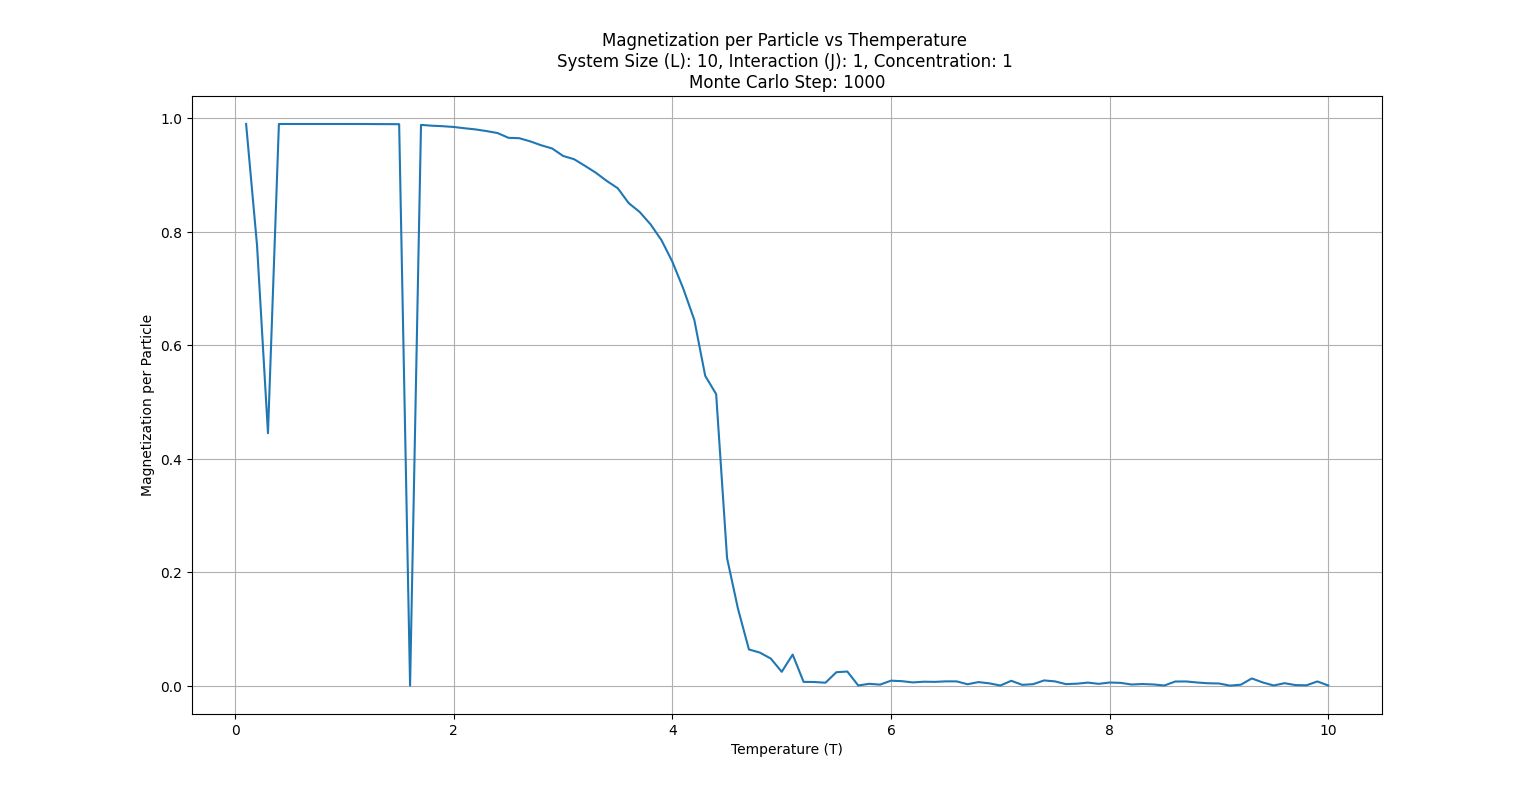 Magnetization per Particle vs Themperature
System Size (L): 10, Interaction (J): 1, Concentration: 1
Monte Carlo Step: 1000
1.0
0.8
0.6
0.4
0.2
0.0
Magnetization per Particle
0 2 4 6 8 10
Temperature (T)